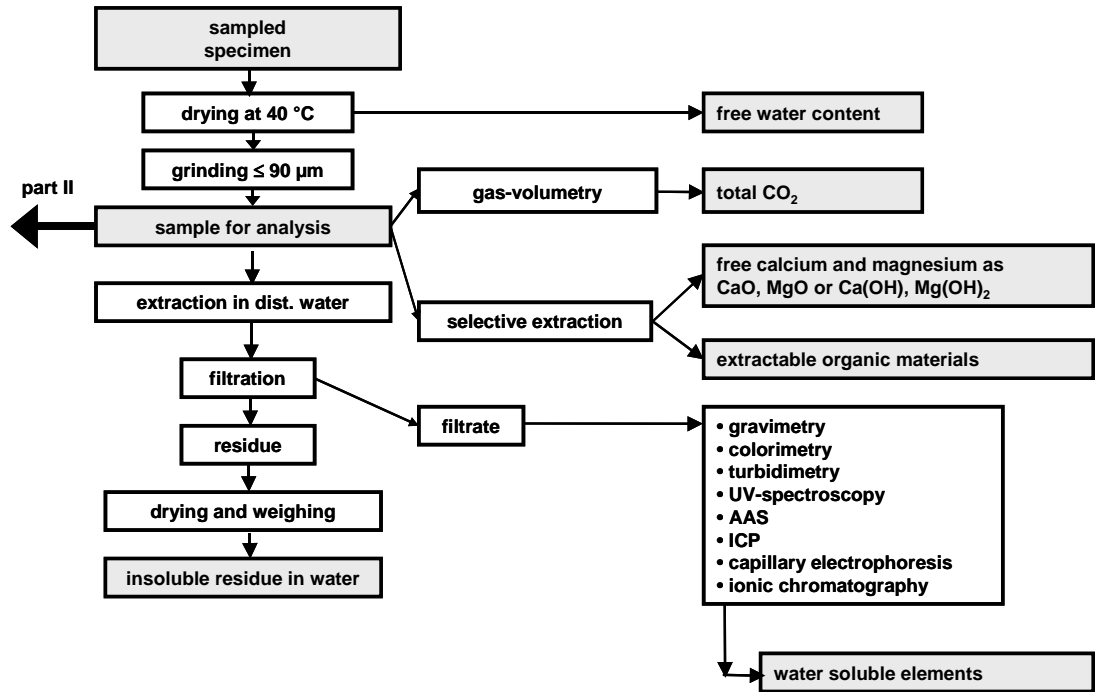 sampled
specimen
drying at 40 °C
free water content
grinding ≤ 90 µm
part II
gas-volumetry
total CO₂
sample for analysis
free calcium and magnesium as
CaO, MgO or Ca(OH), Mg(OH)₂
extraction in dist. water
selective extraction
extractable organic materials
filtration
filtrate
• gravimetry
• colorimetry
• turbidimetry
• UV-spectroscopy
• AAS
• ICP
• capillary electrophoresis
• ionic chromatography
residue
drying and weighing
insoluble residue in water
water soluble elements